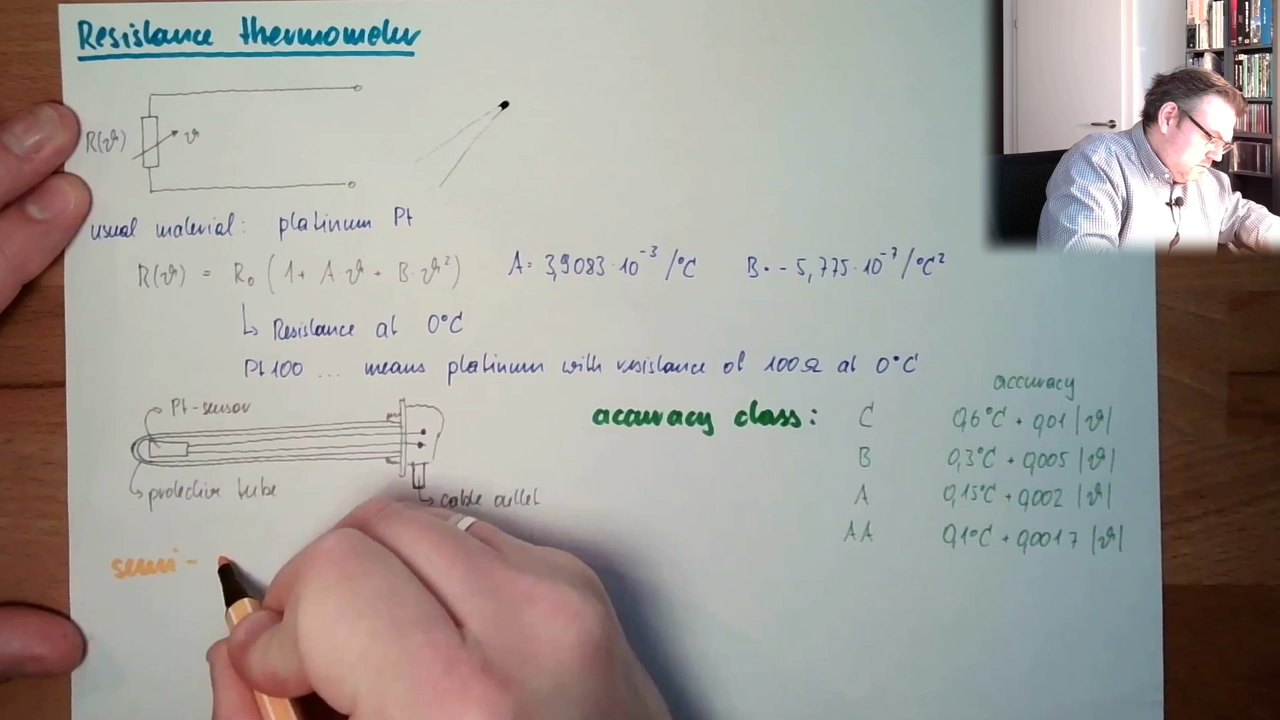 Resistance thermometer
R(ϑ) ϑ
usual material: platinum Pt
R(ϑ) = R₀ (1 + A·ϑ + B·ϑ²) A = 3,9083·10⁻³/°C B = -5,775·10⁻⁷/°C²
↳ Resistance at 0°C
Pt100 ... means platinum with resistance of 100Ω at 0°C
accuracy
Pt-sensor
accuracy class: C 0,6°C + 0,01 |ϑ|
B 0,3°C + 0,005 |ϑ|
protective tube
cable outlet
A 0,15°C + 0,002 |ϑ|
AA 0,1°C + 0,0017 |ϑ|
semi-